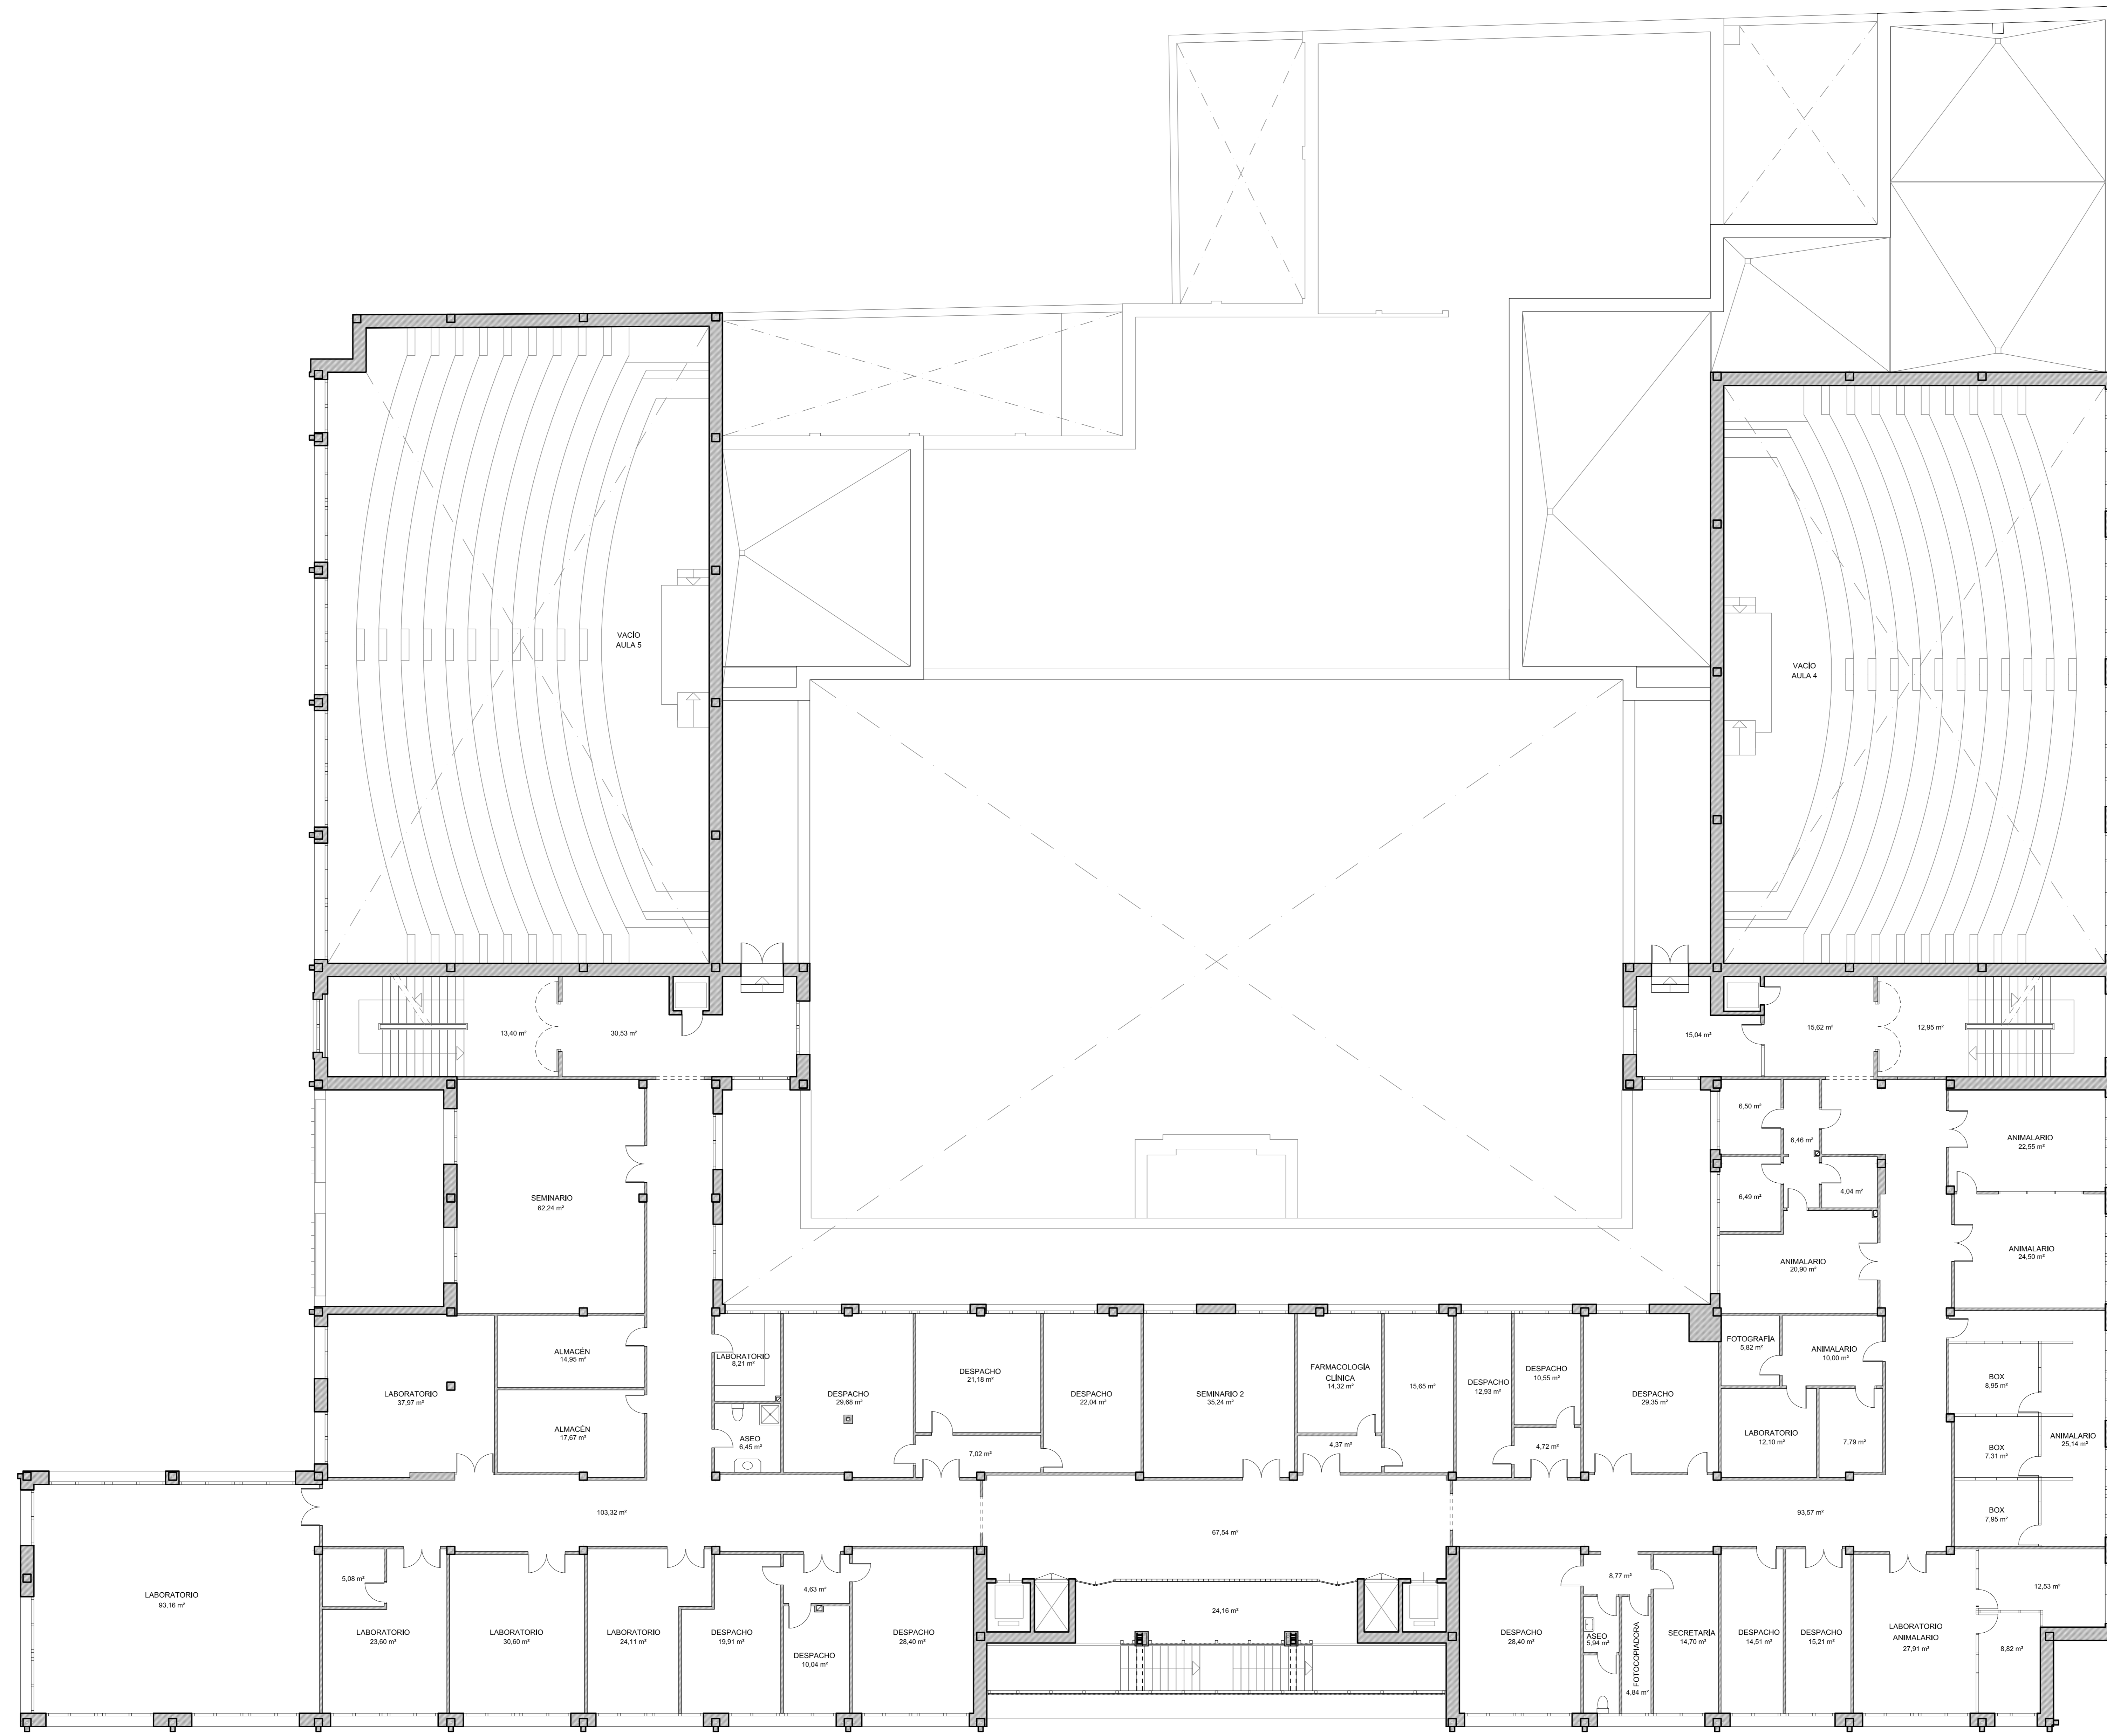 VACÍO
AULA 5
VACÍO
AULA 4
13,40 m²
30,53 m²
15,04 m²
15,62 m²
12,95 m²
6,50 m²
6,46 m²
ANIMALARIO
22,55 m²
SEMINARIO
62,24 m²
6,49 m²
4,04 m²
ANIMALARIO
24,50 m²
ANIMALARIO
20,90 m²
ALMACÉN
14,95 m²
LABORATORIO
8,21 m²
LABORATORIO
37,97 m²
ALMACÉN
17,67 m²
ASEO
6,45 m²
DESPACHO
29,68 m²
DESPACHO
21,18 m²
7,02 m²
DESPACHO
22,04 m²
SEMINARIO 2
35,24 m²
FARMACOLOGÍA
CLÍNICA
14,32 m²
4,37 m²
15,65 m²
DESPACHO
12,93 m²
DESPACHO
10,55 m²
4,72 m²
DESPACHO
29,35 m²
FOTOGRAFÍA
5,82 m²
ANIMALARIO
10,00 m²
LABORATORIO
12,10 m²
7,79 m²
BOX
8,95 m²
BOX
7,31 m²
ANIMALARIO
25,14 m²
BOX
7,95 m²
103,32 m²
67,54 m²
93,57 m²
LABORATORIO
93,16 m²
5,08 m²
LABORATORIO
23,60 m²
LABORATORIO
30,60 m²
LABORATORIO
24,11 m²
DESPACHO
19,91 m²
4,63 m²
DESPACHO
10,04 m²
DESPACHO
28,40 m²
24,16 m²
DESPACHO
28,40 m²
8,77 m²
ASEO
5,94 m²
FOTOCOPIADORA
4,84 m²
SECRETARÍA
14,70 m²
DESPACHO
14,51 m²
DESPACHO
15,21 m²
LABORATORIO
ANIMALARIO
27,91 m²
12,53 m²
8,82 m²